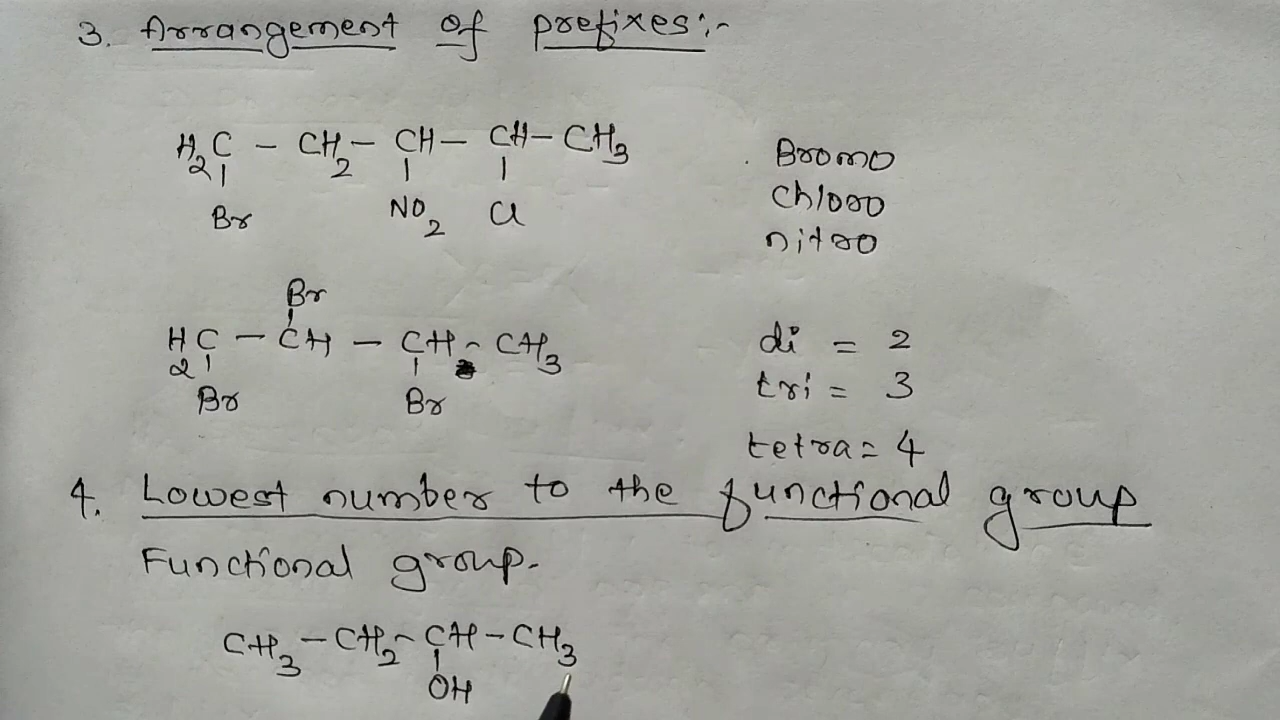 3. Arrangement of prefixes:-
H2C - CH2 - CH - CH - CH3
Br NO2 Cl
Bromo
Chloro
nitro
Br
H2C - CH - CH - CH3
Br Br
di = 2
tri = 3
tetra = 4
4. Lowest number to the functional group
Functional group-
CH3 - CH2 - CH - CH3
OH